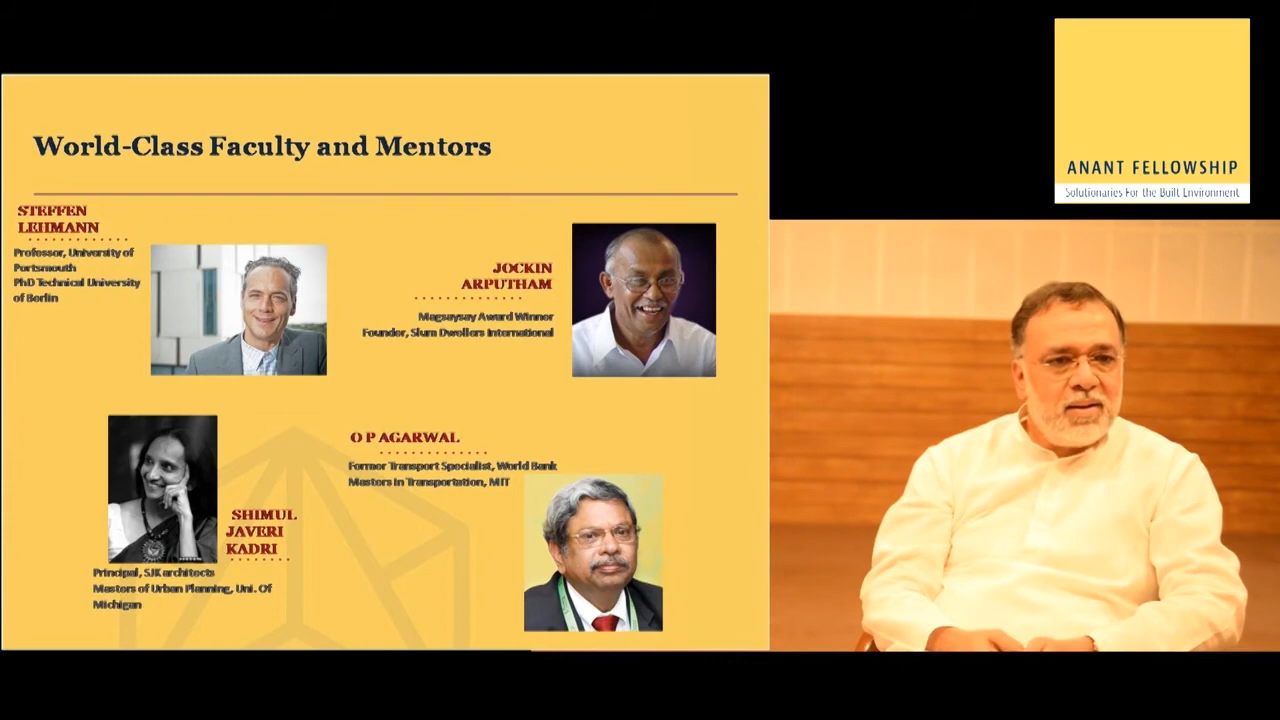 World-Class Faculty and Mentors
STEFFEN
LEHMANN
Professor, University of
Portsmouth
PhD Technical University
of Berlin
JOCKIN
ARPUTHAM
Magsaysay Award Winner
Founder, Slum Dwellers International
SHIMUL
JAVERI
KADRI
Principal, SJK architects
Masters of Urban Planning, Uni. Of
Michigan
O P AGARWAL
Former Transport Specialist, World Bank
Masters in Transportation, MIT
ANANT FELLOWSHIP
Solutionaries For the Built Environment